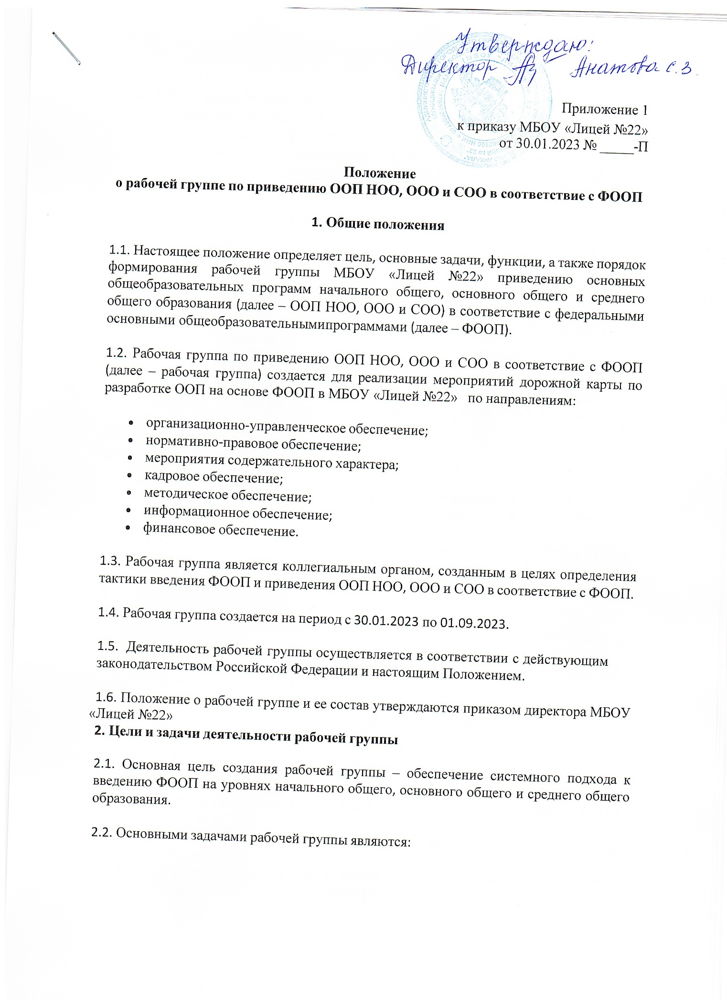 Утверждаю:
Директор Анатова С.З.
Приложение 1
к приказу МБОУ «Лицей №22»
от 30.01.2023 № _____-П
Положение
о рабочей группе по приведению ООП НОО, ООО и СОО в соответствие с ФООП
1. Общие положения
1.1. Настоящее положение определяет цель, основные задачи, функции, а также порядок
формирования рабочей группы МБОУ «Лицей №22» приведению основных
общеобразовательных программ начального общего, основного общего и среднего
общего образования (далее – ООП НОО, ООО и СОО) в соответствие с федеральными
основными общеобразовательнымипрограммами (далее – ФООП).
1.2. Рабочая группа по приведению ООП НОО, ООО и СОО в соответствие с ФООП
(далее – рабочая группа) создается для реализации мероприятий дорожной карты по
разработке ООП на основе ФООП в МБОУ «Лицей №22» по направлениям:
• организационно-управленческое обеспечение;
• нормативно-правовое обеспечение;
• мероприятия содержательного характера;
• кадровое обеспечение;
• методическое обеспечение;
• информационное обеспечение;
• финансовое обеспечение.
1.3. Рабочая группа является коллегиальным органом, созданным в целях определения
тактики введения ФООП и приведения ООП НОО, ООО и СОО в соответствие с ФООП.
1.4. Рабочая группа создается на период с 30.01.2023 по 01.09.2023.
1.5. Деятельность рабочей группы осуществляется в соответствии с действующим
законодательством Российской Федерации и настоящим Положением.
1.6. Положение о рабочей группе и ее состав утверждаются приказом директора МБОУ
«Лицей №22»
2. Цели и задачи деятельности рабочей группы
2.1. Основная цель создания рабочей группы – обеспечение системного подхода к
введению ФООП на уровнях начального общего, основного общего и среднего общего
образования.
2.2. Основными задачами рабочей группы являются: